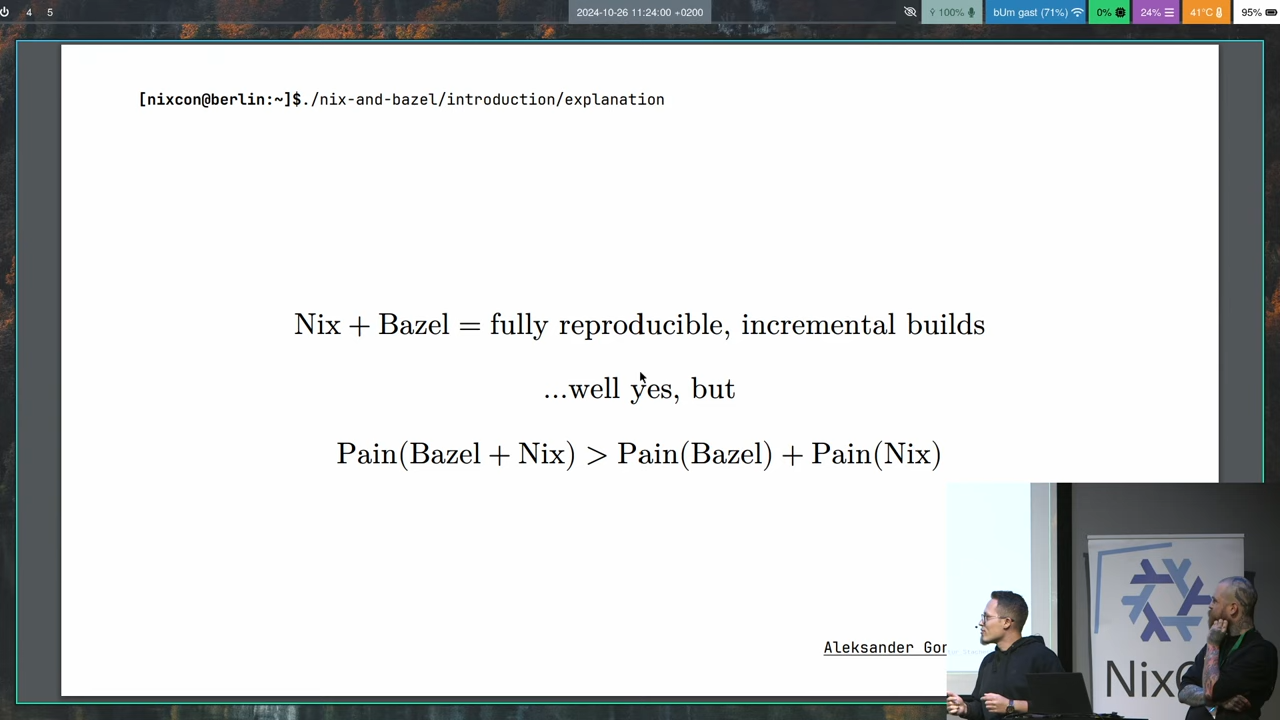 4 5
2024-10-26 11:24:00 +0200
100%
bUm gast (71%)
0%
24%
41°C
95%
[nixcon@berlin:~]$./nix-and-bazel/introduction/explanation
Nix + Bazel = fully reproducible, incremental builds
...well yes, but
Pain(Bazel + Nix) > Pain(Bazel) + Pain(Nix)
Aleksander Gon
Nix